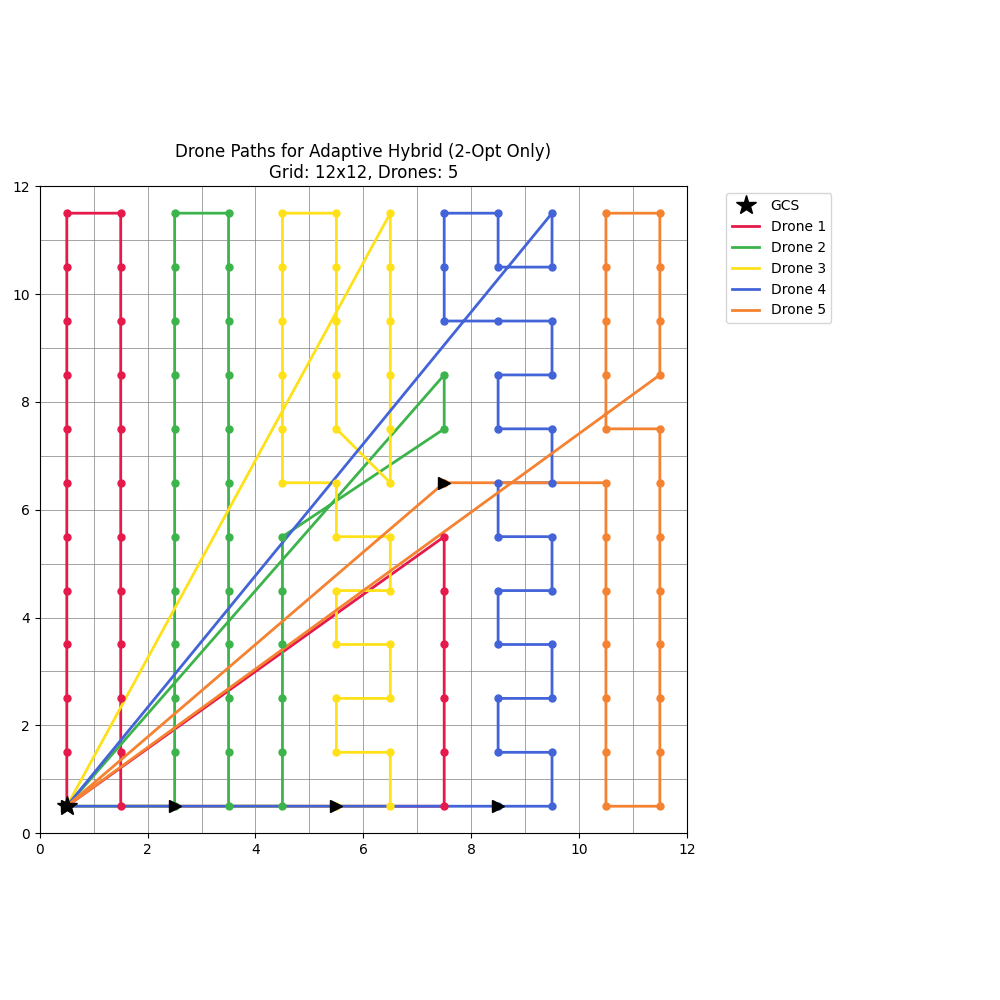 Drone Paths for Adaptive Hybrid (2-Opt Only)
Grid: 12x12, Drones: 5
12
10
8
6
4
2
0
0 2 4 6 8 10 12
GCS
Drone 1
Drone 2
Drone 3
Drone 4
Drone 5